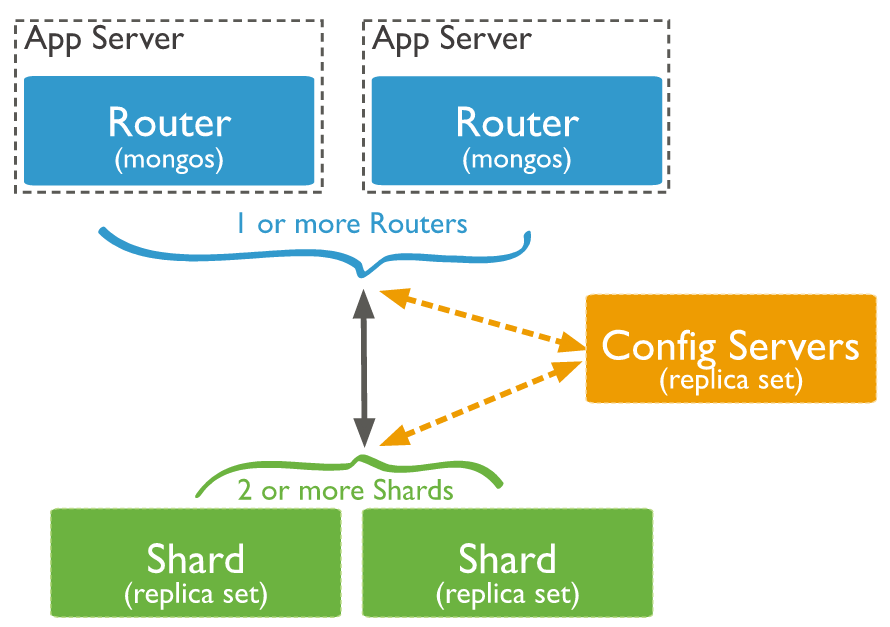 App Server
Router
(mongos)
App Server
Router
(mongos)
1 or more Routers
Config Servers
(replica set)
2 or more Shards
Shard
(replica set)
Shard
(replica set)